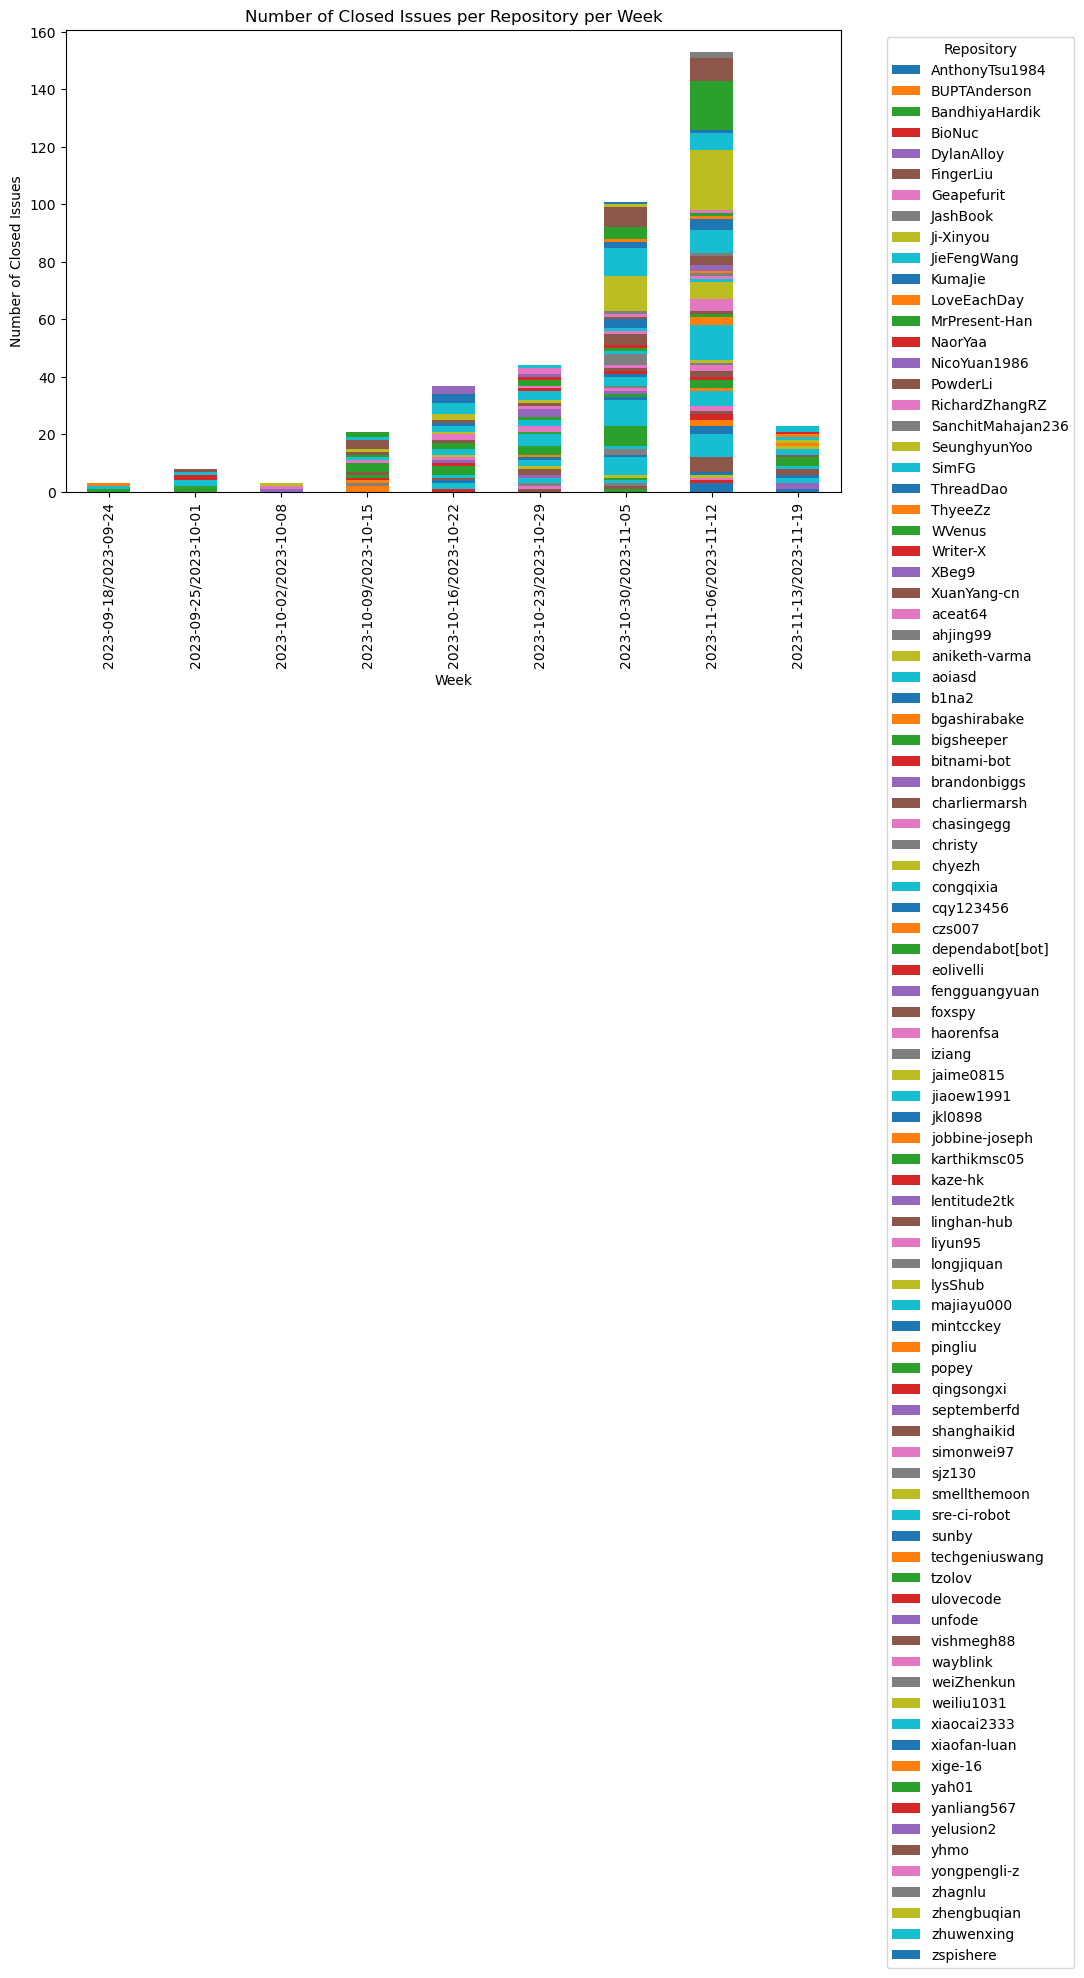 Number of Closed Issues per Repository per Week
Number of Closed Issues
160
140
120
100
80
60
40
20
0
2023-09-18/2023-09-24
2023-09-25/2023-10-01
2023-10-02/2023-10-08
2023-10-09/2023-10-15
2023-10-16/2023-10-22
2023-10-23/2023-10-29
2023-10-30/2023-11-05
2023-11-06/2023-11-12
2023-11-13/2023-11-19
Week
Repository
AnthonyTsu1984
BUPTAnderson
BandhiyaHardik
BioNuc
DylanAlloy
FingerLiu
Geapefurit
JashBook
Ji-Xinyou
JieFengWang
KumaJie
LoveEachDay
MrPresent-Han
NaorYaa
NicoYuan1986
PowderLi
RichardZhangRZ
SanchitMahajan236
SeunghyunYoo
SimFG
ThreadDao
ThyeeZz
WVenus
Writer-X
XBeg9
XuanYang-cn
aceat64
ahjing99
aniketh-varma
aoiasd
b1na2
bgashirabake
bigsheeper
bitnami-bot
brandonbiggs
charliermarsh
chasingegg
christy
chyezh
congqixia
cqy123456
czs007
dependabot[bot]
eolivelli
fengguangyuan
foxspy
haorenfsa
iziang
jaime0815
jiaoew1991
jkl0898
jobbine-joseph
karthikmsc05
kaze-hk
lentitude2tk
linghan-hub
liyun95
longjiquan
lysShub
majiayu000
mintcckey
pingliu
popey
qingsongxi
septemberfd
shanghaikid
simonwei97
sjz130
smellthemoon
sre-ci-robot
sunby
techgeniuswang
tzolov
ulovecode
unfode
vishmegh88
wayblink
weiZhenkun
weiliu1031
xiaocai2333
xiaofan-luan
xige-16
yah01
yanliang567
yelusion2
yhmo
yongpengli-z
zhagnlu
zhengbuqian
zhuwenxing
zspishere